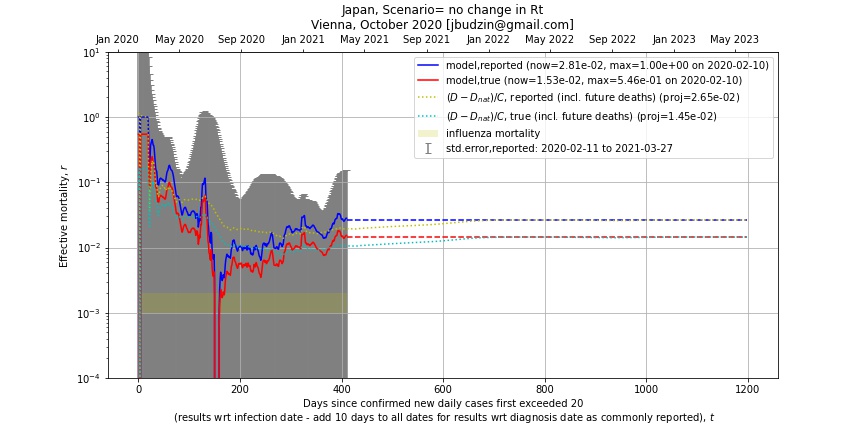 Japan, Scenario= no change in Rt
Vienna, October 2020 [jbudzin@gmail.com]
Jan 2020 May 2020 Sep 2020 Jan 2021 May 2021 Sep 2021 Jan 2022 May 2022 Sep 2022 Jan 2023 May 2023
10¹
10⁰
10⁻¹
10⁻²
10⁻³
10⁻⁴
Effective mortality, r
model,reported (now=2.81e-02, max=1.00e+00 on 2020-02-10)
model,true (now=1.53e-02, max=5.46e-01 on 2020-02-10)
(D − Dₙₐₜ)/C, reported (incl. future deaths) (proj=2.65e-02)
(D − Dₙₐₜ)/C, true (incl. future deaths) (proj=1.45e-02)
influenza mortality
std.error,reported: 2020-02-11 to 2021-03-27
0 200 400 600 800 1000 1200
Days since confirmed new daily cases first exceeded 20
(results wrt infection date - add 10 days to all dates for results wrt diagnosis date as commonly reported), t